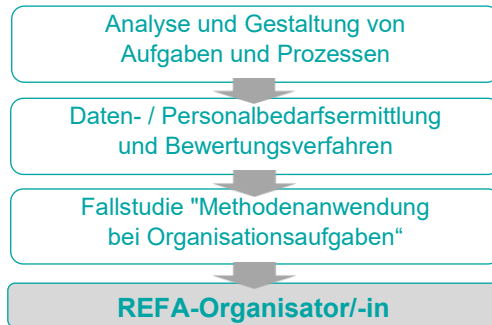 Analyse und Gestaltung von
Aufgaben und Prozessen
Daten- / Personalbedarfsermittlung
und Bewertungsverfahren
Fallstudie "Methodenanwendung
bei Organisationsaufgaben“
REFA-Organisator/-in